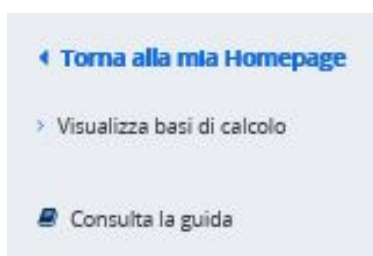 Torna alla mia Homepage
Visualizza basi di calcolo
Consulta la guida